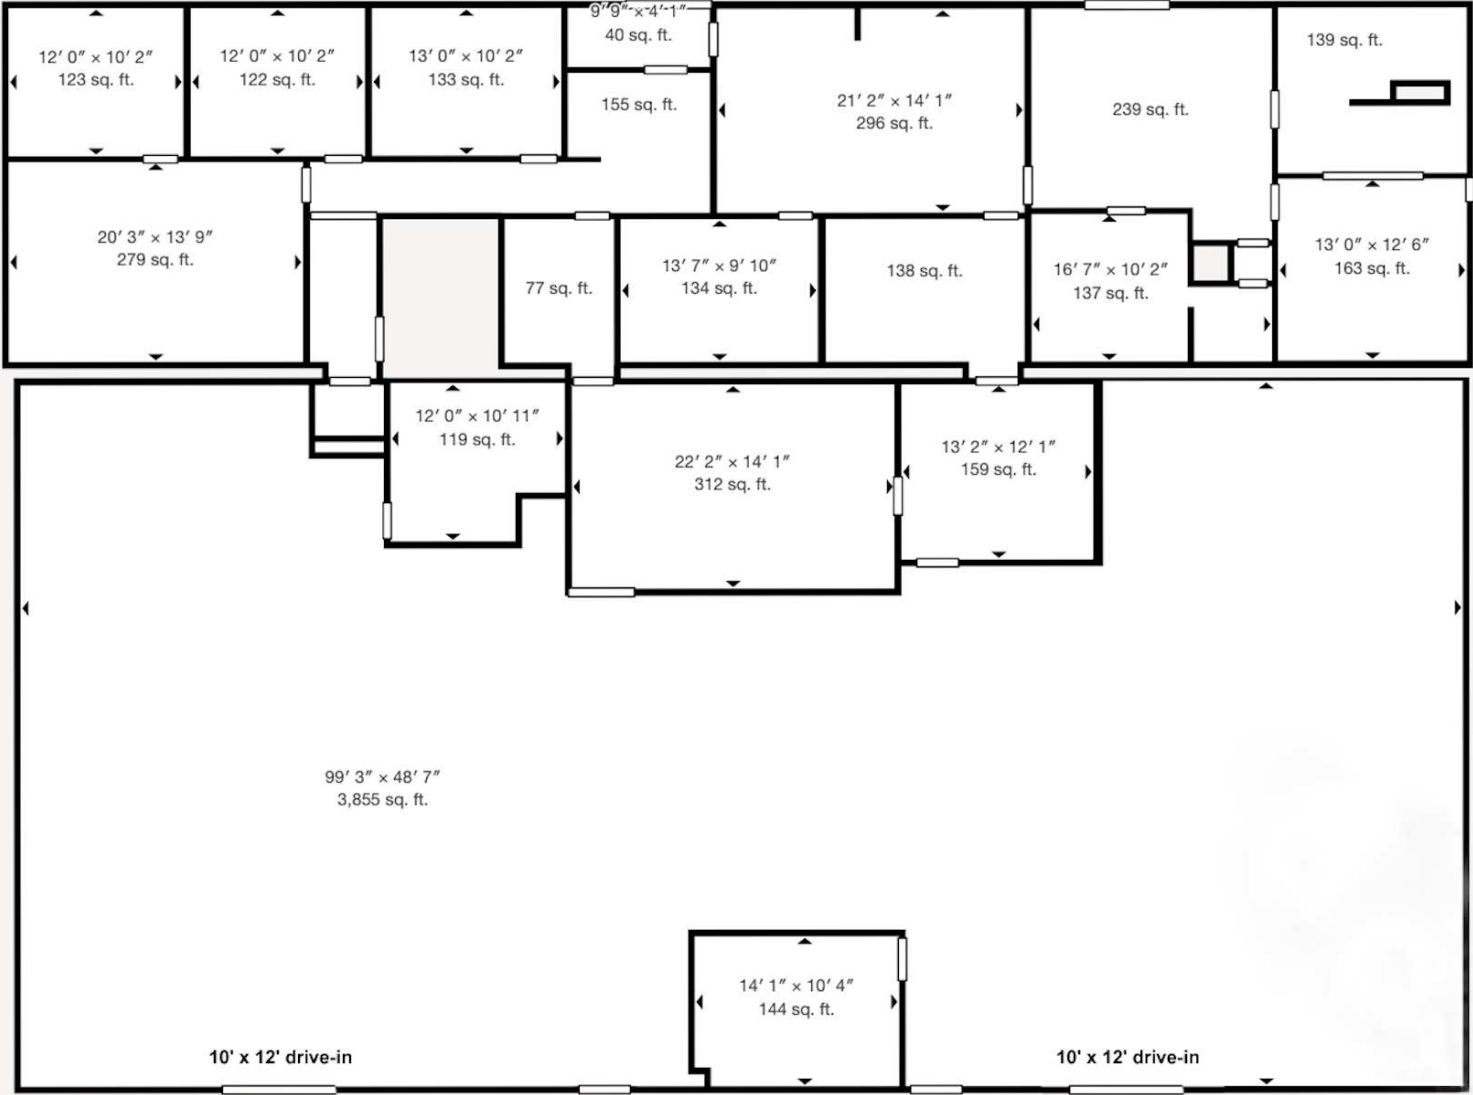 9′ 9″ × 4′ 1″
40 sq. ft.
12′ 0″ × 10′ 2″
123 sq. ft.
12′ 0″ × 10′ 2″
122 sq. ft.
13′ 0″ × 10′ 2″
133 sq. ft.
155 sq. ft.
21′ 2″ × 14′ 1″
296 sq. ft.
239 sq. ft.
139 sq. ft.
20′ 3″ × 13′ 9″
279 sq. ft.
77 sq. ft.
13′ 7″ × 9′ 10″
134 sq. ft.
138 sq. ft.
16′ 7″ × 10′ 2″
137 sq. ft.
13′ 0″ × 12′ 6″
163 sq. ft.
12′ 0″ × 10′ 11″
119 sq. ft.
22′ 2″ × 14′ 1″
312 sq. ft.
13′ 2″ × 12′ 1″
159 sq. ft.
99′ 3″ × 48′ 7″
3,855 sq. ft.
14′ 1″ × 10′ 4″
144 sq. ft.
10' x 12' drive-in
10' x 12' drive-in